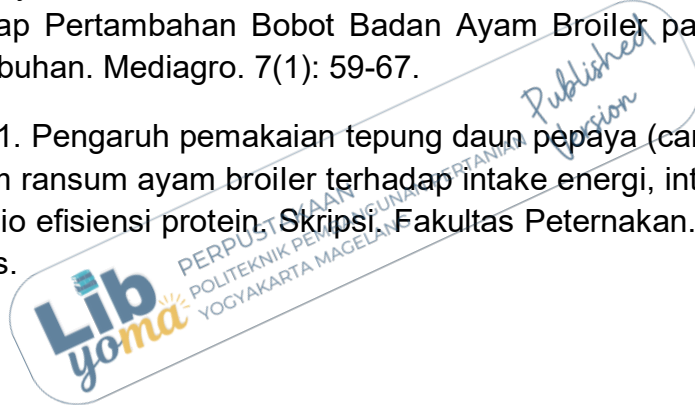 ap Pertambahan Bobot Badan Ayam Broiler pa
buhan. Mediagro. 7(1): 59-67.
1. Pengaruh pemakaian tepung daun pepaya (car
ransum ayam broiler terhadap intake energi, int
io efisiensi protein. Skripsi. Fakultas Peternakan.
s.
Published
Version
PERPUSTAKAAN
POLITEKNIK PEMBANGUNAN PERTANIAN
YOGYAKARTA MAGELANG
Lib
yoma